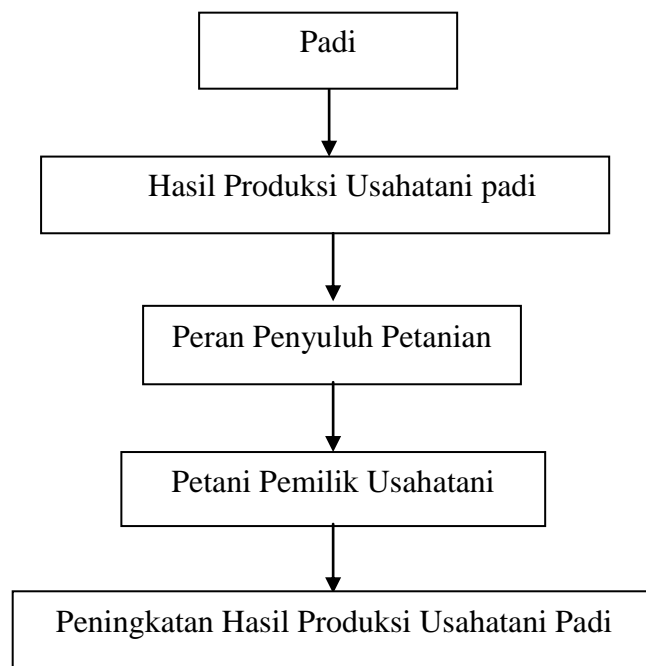 Padi
Hasil Produksi Usahatani padi
Peran Penyuluh Petanian
Petani Pemilik Usahatani
Peningkatan Hasil Produksi Usahatani Padi